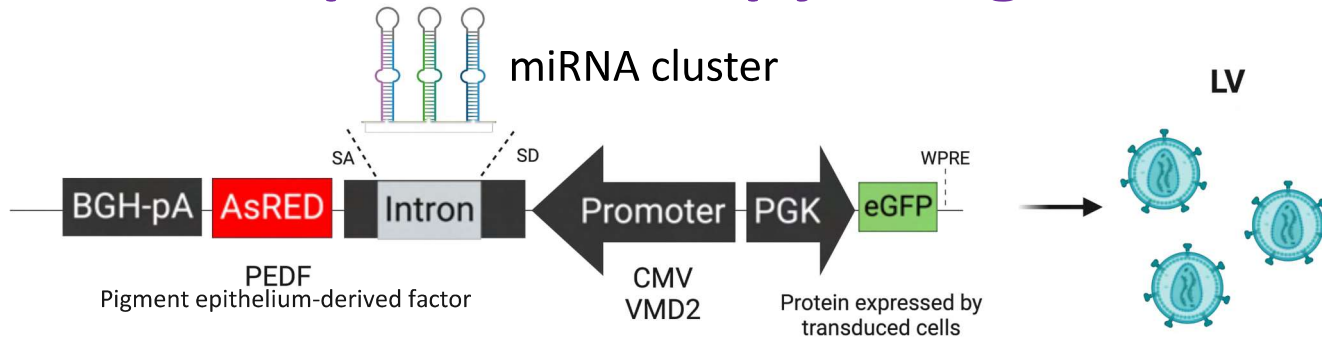 miRNA cluster
LV
SA
SD
WPRE
BGH-pA
AsRED
Intron
Promoter
PGK
eGFP
PEDF
Pigment epithelium-derived factor
CMV
VMD2
Protein expressed by
transduced cells